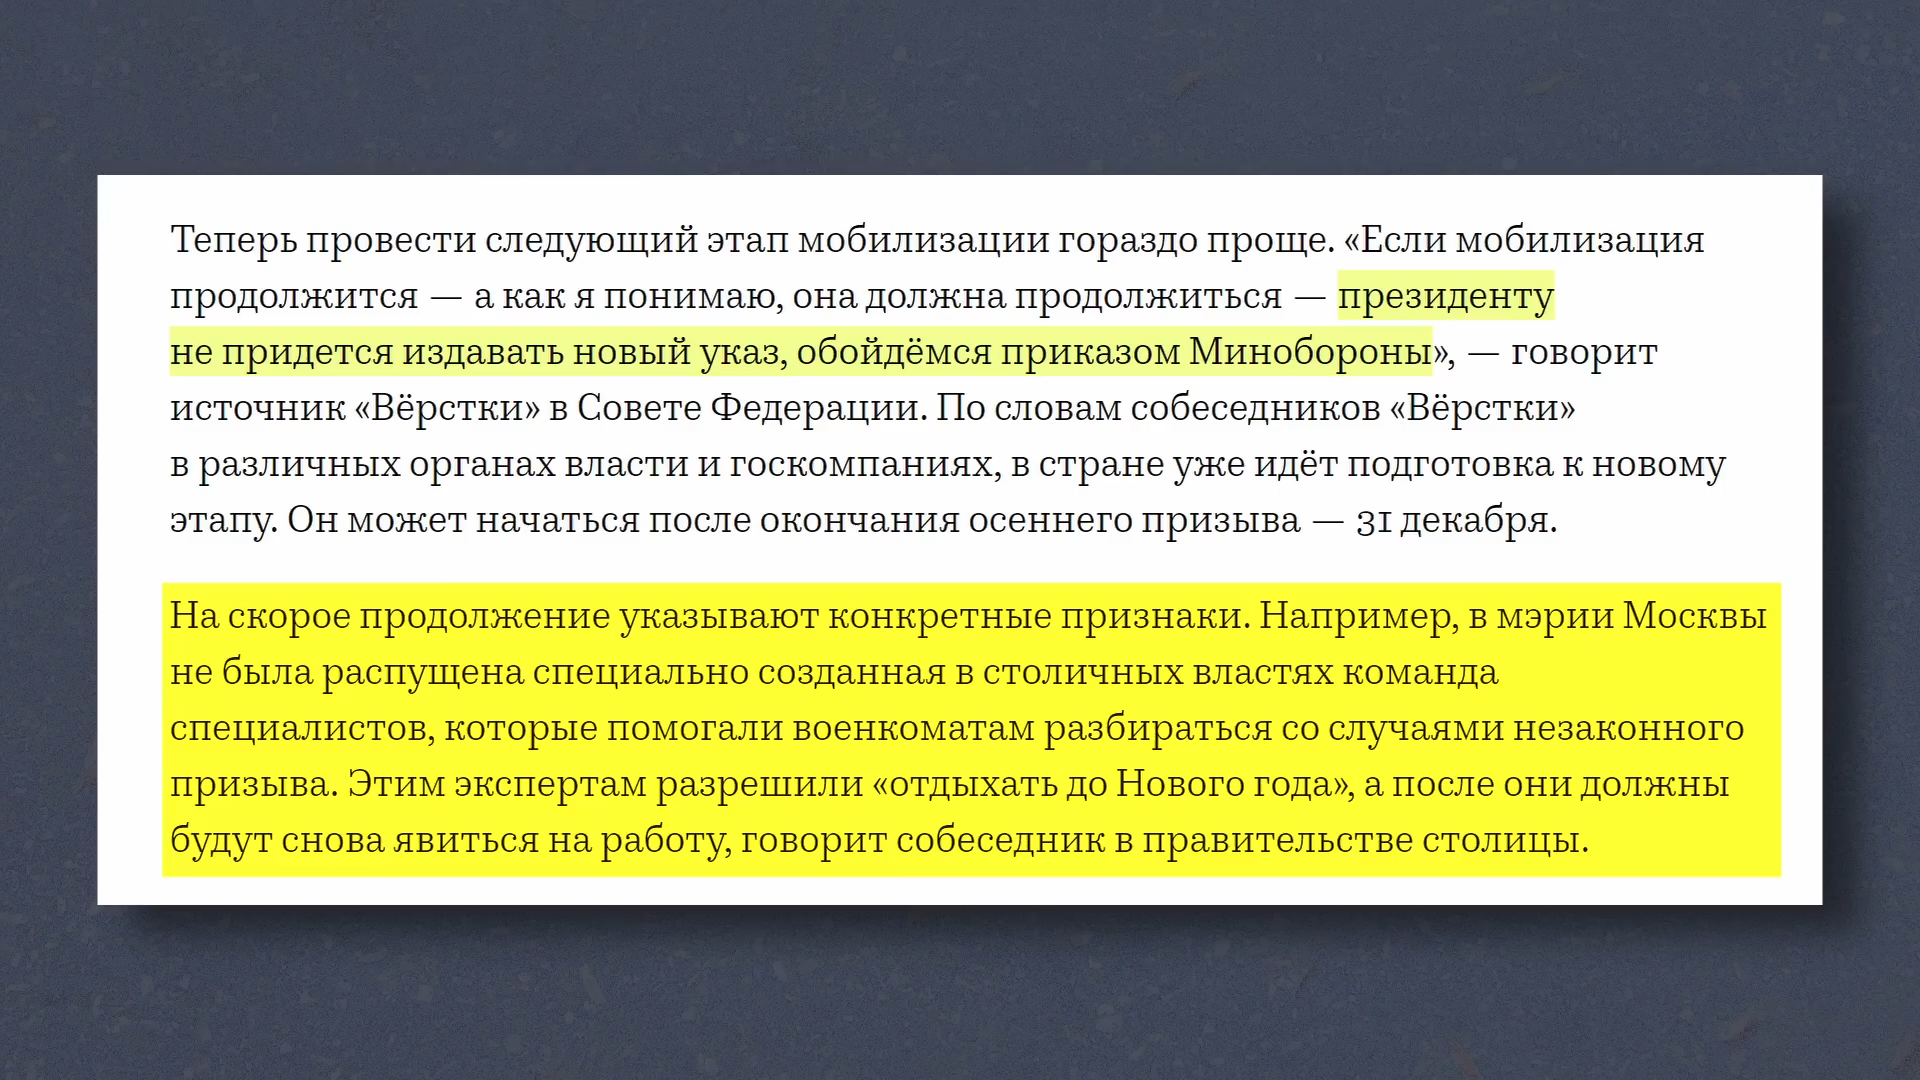 Теперь провести следующий этап мобилизации гораздо проще. «Если мобилизация
продолжится — а как я понимаю, она должна продолжиться — президенту
не придется издавать новый указ, обойдёмся приказом Минобороны», — говорит
источник «Вёрстки» в Совете Федерации. По словам собеседников «Вёрстки»
в различных органах власти и госкомпаниях, в стране уже идёт подготовка к новому
этапу. Он может начаться после окончания осеннего призыва — 31 декабря.
На скорое продолжение указывают конкретные признаки. Например, в мэрии Москвы
не была распущена специально созданная в столичных властях команда
специалистов, которые помогали военкоматам разбираться со случаями незаконного
призыва. Этим экспертам разрешили «отдыхать до Нового года», а после они должны
будут снова явиться на работу, говорит собеседник в правительстве столицы.